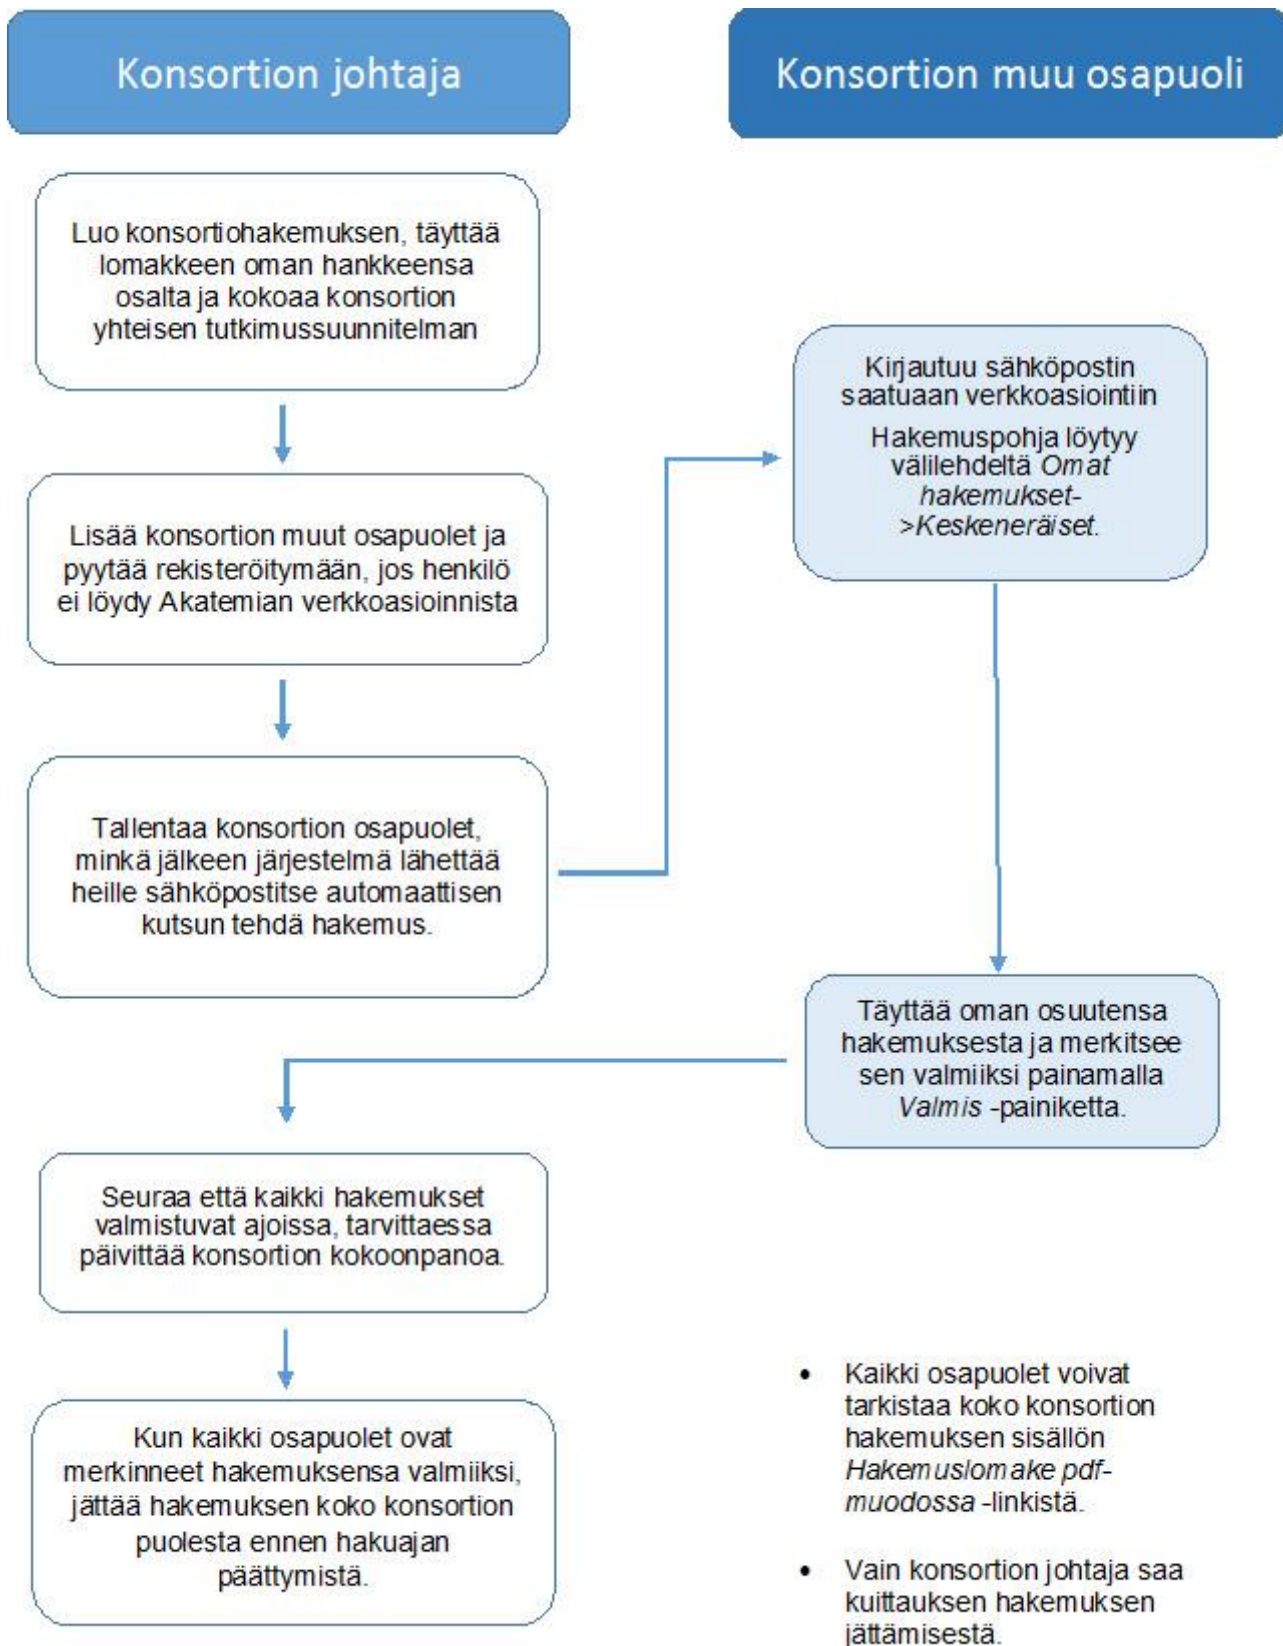 Konsortion johtaja
Konsortion muu osapuoli
Luo konsortiohakemuksen, täyttää
lomakkeen oman hankkeensa
osalta ja kokoaa konsortion
yhteisen tutkimussuunnitelman
Lisää konsortion muut osapuolet ja
pyytää rekisteröitymään, jos henkilö
ei löydy Akatemian verkkoasioinnista
Tallentaa konsortion osapuolet,
minkä jälkeen järjestelmä lähettää
heille sähköpostitse automaattisen
kutsun tehdä hakemus.
Kirjautuu sähköpostin
saatuaan verkkoasiointiin
Hakemuspohja löytyy
välilehdeltä Omat
hakemukset-
>Keskeneräiset.
Täyttää oman osuutensa
hakemuksesta ja merkitsee
sen valmiiksi painamalla
Valmis -painiketta.
Seuraa että kaikki hakemukset
valmistuvat ajoissa, tarvittaessa
päivittää konsortion kokoonpanoa.
Kun kaikki osapuolet ovat
merkinneet hakemuksensa valmiiksi,
jättää hakemuksen koko konsortion
puolesta ennen hakuajan
päättymistä.
• Kaikki osapuolet voivat
tarkistaa koko konsortion
hakemuksen sisällön
Hakemuslomake pdf-
muodossa -linkistä.
• Vain konsortion johtaja saa
kuittauksen hakemuksen
jättämisestä.